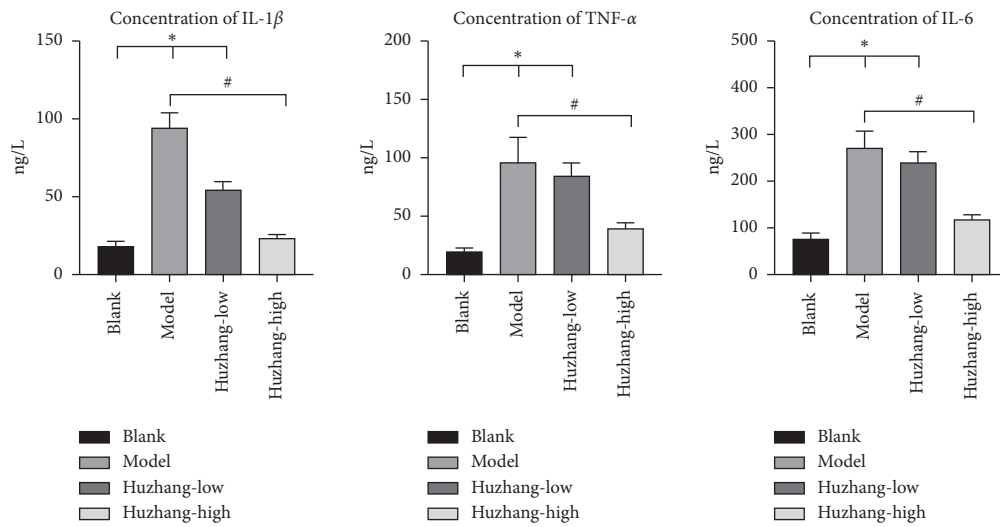 Concentration of IL-1β
150
100
50
0
ng/L
*
#
Blank
Model
Huzhang-low
Huzhang-high
Blank
Model
Huzhang-low
Huzhang-high
Concentration of TNF-α
200
150
100
50
0
ng/L
*
#
Blank
Model
Huzhang-low
Huzhang-high
Blank
Model
Huzhang-low
Huzhang-high
Concentration of IL-6
500
400
300
200
100
0
ng/L
*
#
Blank
Model
Huzhang-low
Huzhang-high
Blank
Model
Huzhang-low
Huzhang-high